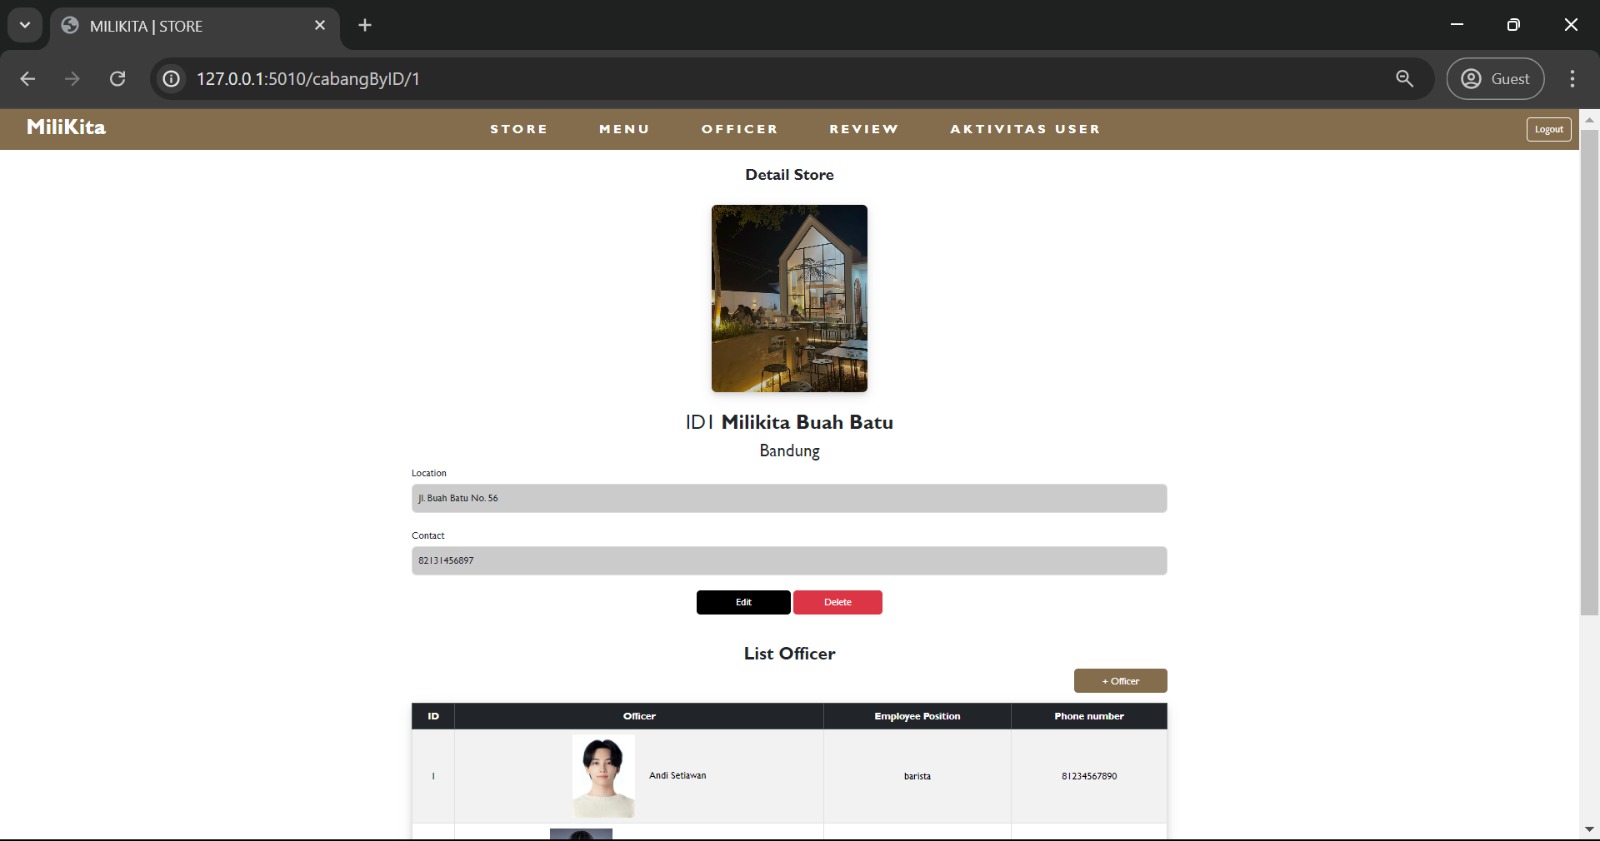 MILIKITA | STORE
127.0.0.1:5010/cabangByID/1
Guest
MiliKita
STORE
MENU
OFFICER
REVIEW
AKTIVITAS USER
Logout
Detail Store
ID1 Milikita Buah Batu
Bandung
Location
Jl. Buah Batu No. 56
Contact
82131456897
Edit
Delete
List Officer
+ Officer
ID Officer Employee Position Phone number
1 Andi Setiawan barista 81234567890